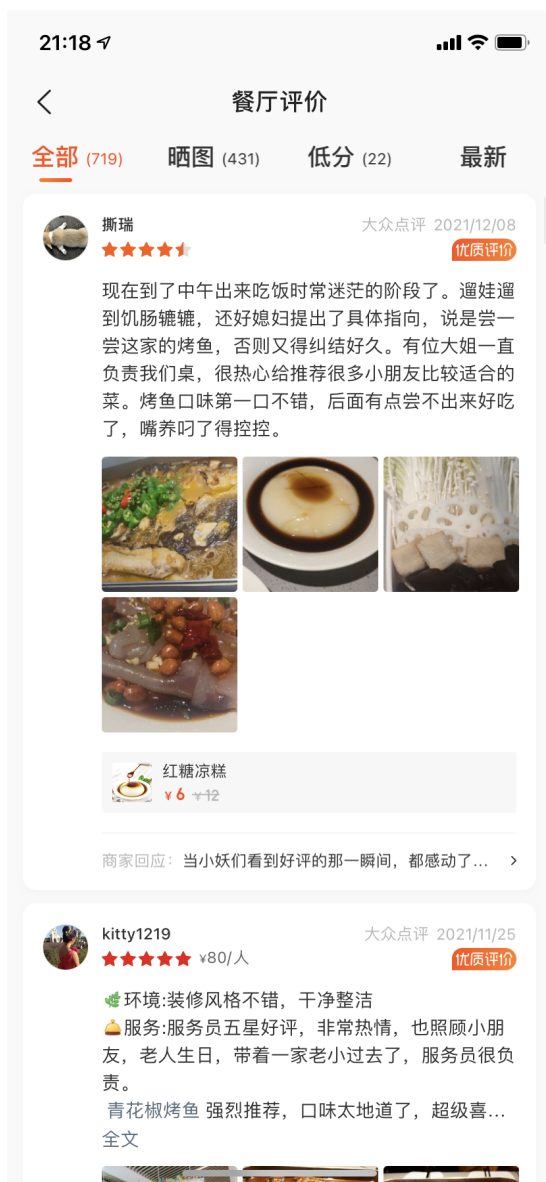 21:18
餐厅评价
全部 (719) 晒图 (431) 低分 (22) 最新
撕瑞 大众点评 2021/12/08
优质评价
现在到了中午出来吃饭时常迷茫的阶段了。遛娃遛
到饥肠辘辘，还好媳妇提出了具体指向，说是尝一
尝这家的烤鱼，否则又得纠结好久。有位大姐一直
负责我们桌，很热心给推荐很多小朋友比较适合的
菜。烤鱼口味第一口不错，后面有点尝不出来好吃
了，嘴养叼了得控控。
红糖凉糕
¥6 ¥12
商家回应：当小妖们看到好评的那一瞬间，都感动了...
kitty1219 大众点评 2021/11/25
¥80/人 优质评价
🌿环境:装修风格不错，干净整洁
🛎️服务:服务员五星好评，非常热情，也照顾小朋
友，老人生日，带着一家老小过去了，服务员很负
责。
青花椒烤鱼 强烈推荐，口味太地道了，超级喜...
全文